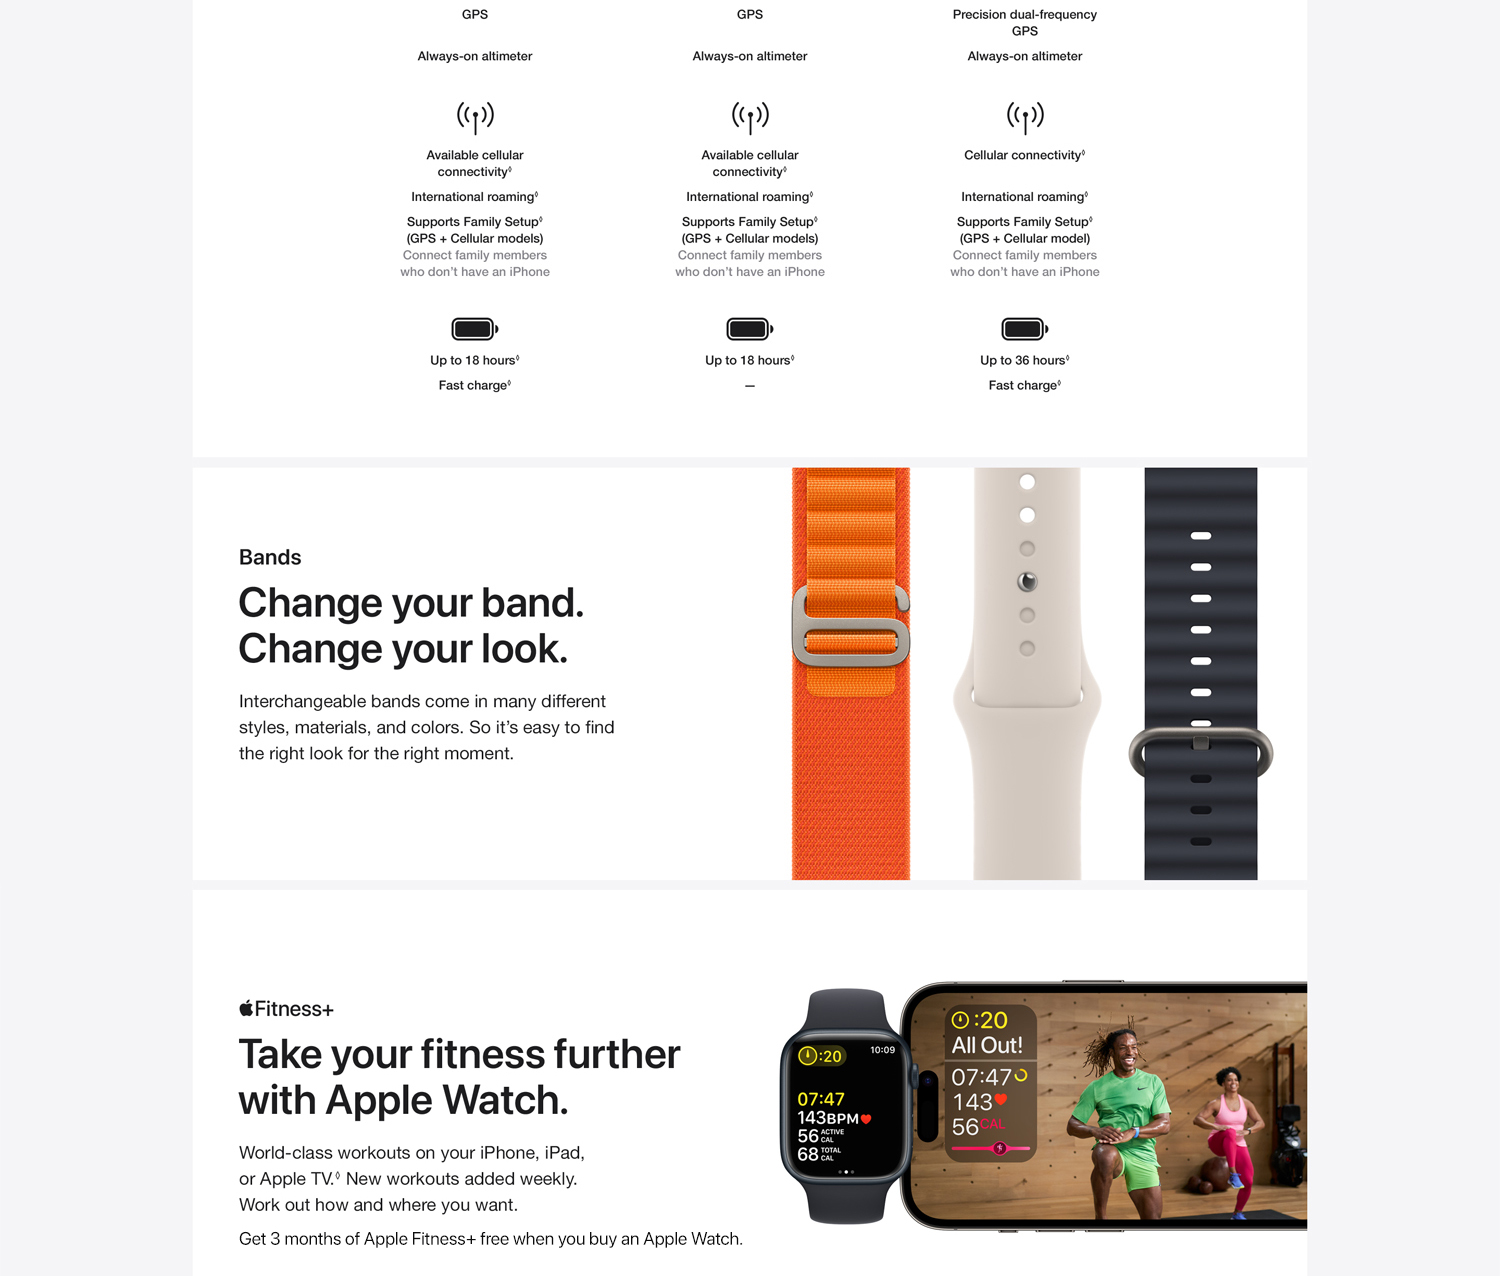 GPS
GPS
Precision dual-frequency
GPS
Always-on altimeter
Always-on altimeter
Always-on altimeter
Available cellular
connectivity◊
Available cellular
connectivity◊
Cellular connectivity◊
International roaming◊
International roaming◊
International roaming◊
Supports Family Setup◊
(GPS + Cellular models)
Connect family members
who don’t have an iPhone
Supports Family Setup◊
(GPS + Cellular models)
Connect family members
who don’t have an iPhone
Supports Family Setup◊
(GPS + Cellular model)
Connect family members
who don’t have an iPhone
Up to 18 hours◊
Up to 18 hours◊
Up to 36 hours◊
Fast charge◊
—
Fast charge◊
Bands
Change your band.
Change your look.
Interchangeable bands come in many different
styles, materials, and colors. So it’s easy to find
the right look for the right moment.
Fitness+
Take your fitness further
with Apple Watch.
World-class workouts on your iPhone, iPad,
or Apple TV.◊ New workouts added weekly.
Work out how and where you want.
Get 3 months of Apple Fitness+ free when you buy an Apple Watch.
:20
10:09
07:47
143BPM
56 ACTIVE CAL
68 TOTAL CAL
:20
All Out!
07:47
143
56CAL